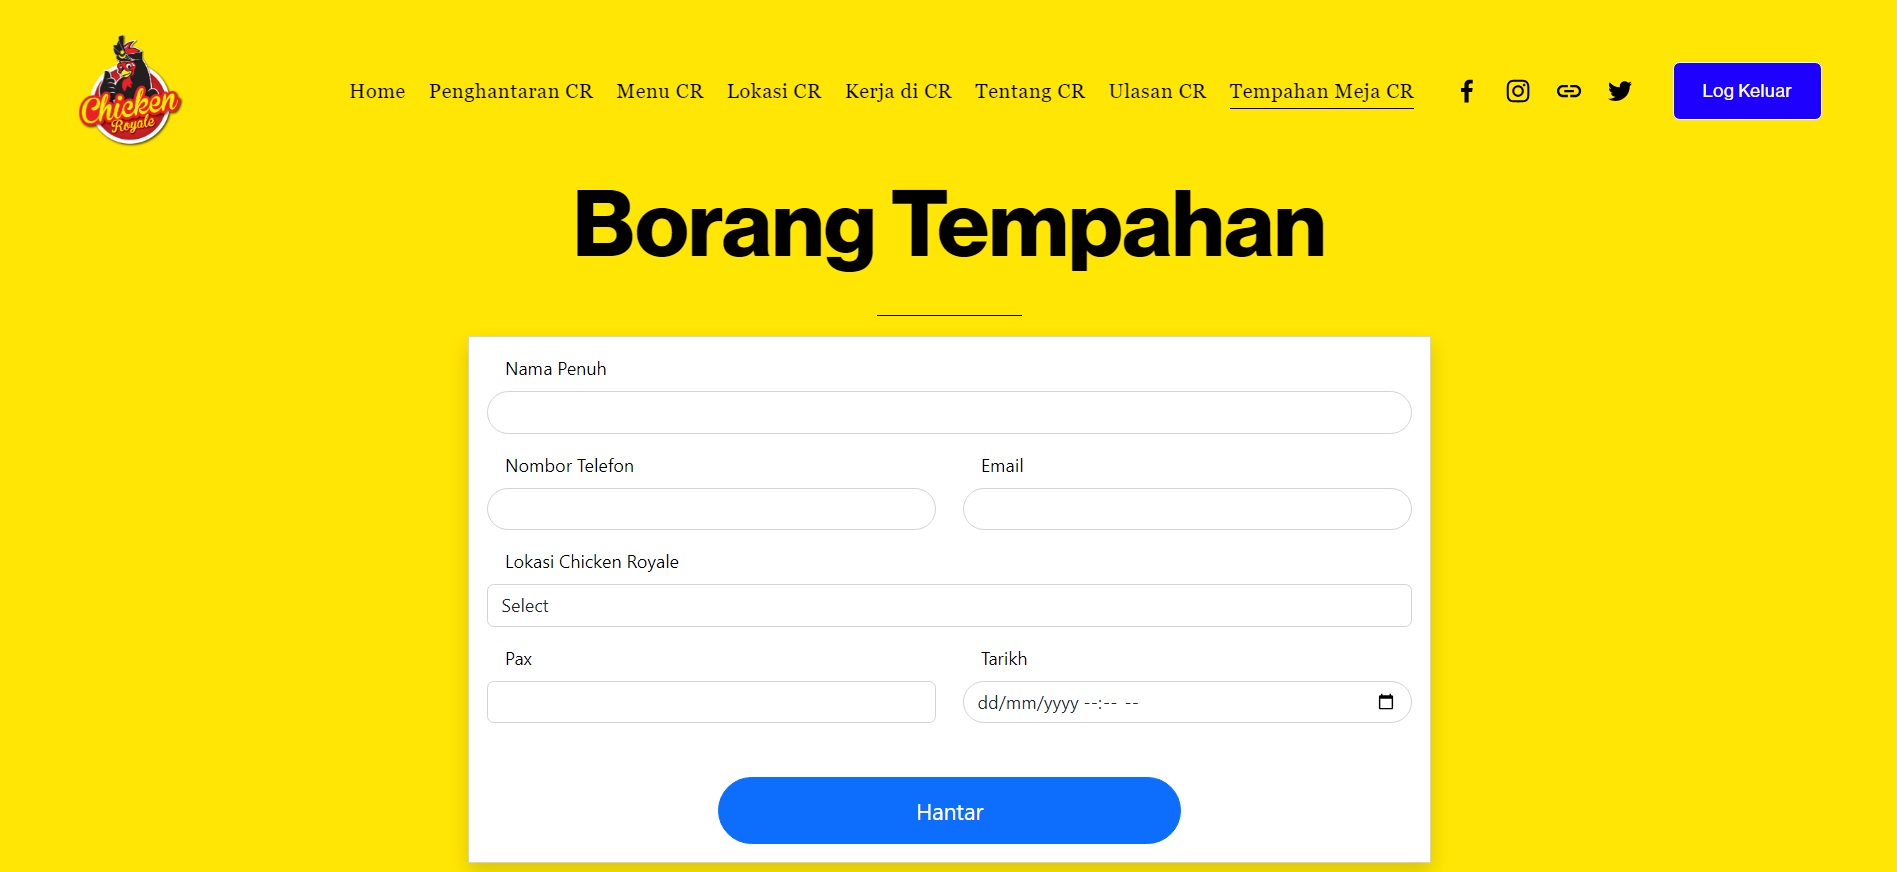 Chicken
Royale
Home Penghantaran CR Menu CR Lokasi CR Kerja di CR Tentang CR Ulasan CR Tempahan Meja CR Log Keluar
Borang Tempahan
Nama Penuh
Nombor Telefon Email
Lokasi Chicken Royale
Select
Pax Tarikh
dd/mm/yyyy --:-- --
Hantar